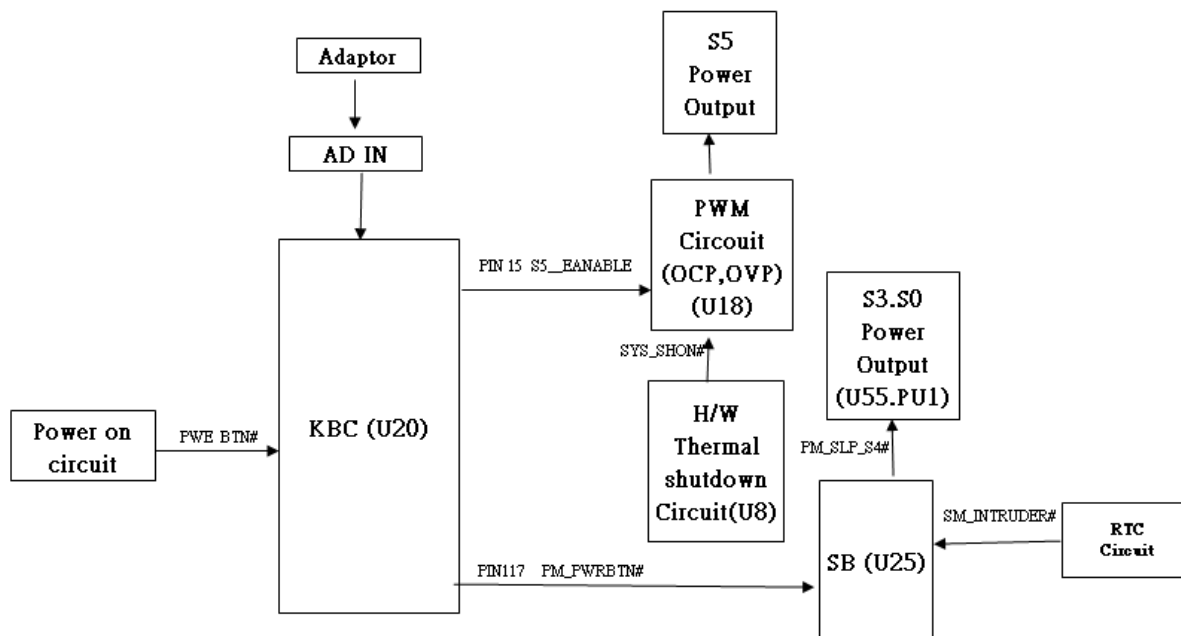 Adaptor
AD IN
S5
Power
Output
PWM
Circouit
(OCP,OVP)
(U18)
PIN 15 S5__EANABLE
SYS_SHON#
S3.S0
Power
Output
(U55.PU1)
KBC (U20)
Power on
circuit
PWE BTN#
H/W
Thermal
shutdown
Circuit(U8)
PM_SLP_S4#
SB (U25)
SM_INTRUDER#
RTC
Circuit
PIN117 PM_PWRBTN#